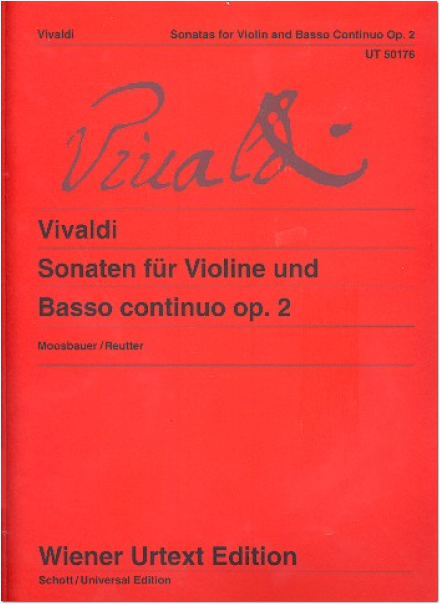 Vivaldi Sonatas for Violin and Basso Continuo Op. 2
UT 50176
Vivaldi
Vivaldi
Sonaten für Violine und
Basso continuo op. 2
Moosbauer/Reutter
Wiener Urtext Edition
Schott/Universal Edition